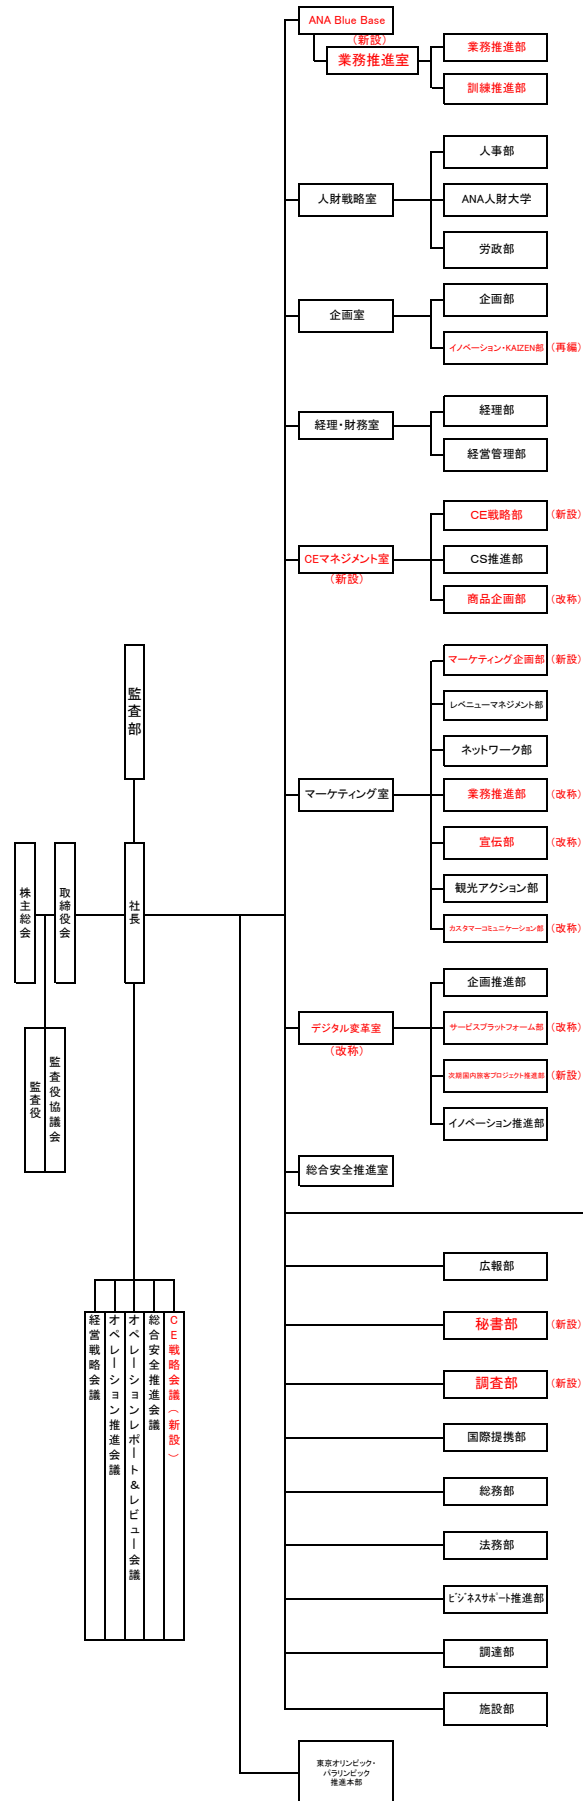 ANA Blue Base
(新設)
業務推進室
業務推進部
訓練推進部
人財戦略室
人事部
ANA人財大学
労政部
企画室
企画部
イノベーション・KAIZEN部 (再編)
経理・財務室
経理部
経営管理部
CEマネジメント室
(新設)
CE戦略部 (新設)
CS推進部
商品企画部 (改称)
マーケティング室
マーケティング企画部 (新設)
レベニューマネジメント部
ネットワーク部
業務推進部 (改称)
宣伝部 (改称)
観光アクション部
カスタマーコミュニケーション部 (改称)
監査部
株主総会
取締役会
社長
監査役
監査役協議会
デジタル変革室
(改称)
企画推進部
サービスプラットフォーム部 (改称)
次期国内旅客プロジェクト推進部 (新設)
イノベーション推進部
総合安全推進室
経営戦略会議
オペレーション推進会議
オペレーションレポート&レビュー会議
総合安全推進会議
CE戦略会議(新設)
広報部
秘書部 (新設)
調査部 (新設)
国際提携部
総務部
法務部
ビジネスサポート推進部
調達部
施設部
東京オリンピック・
パラリンピック
推進本部